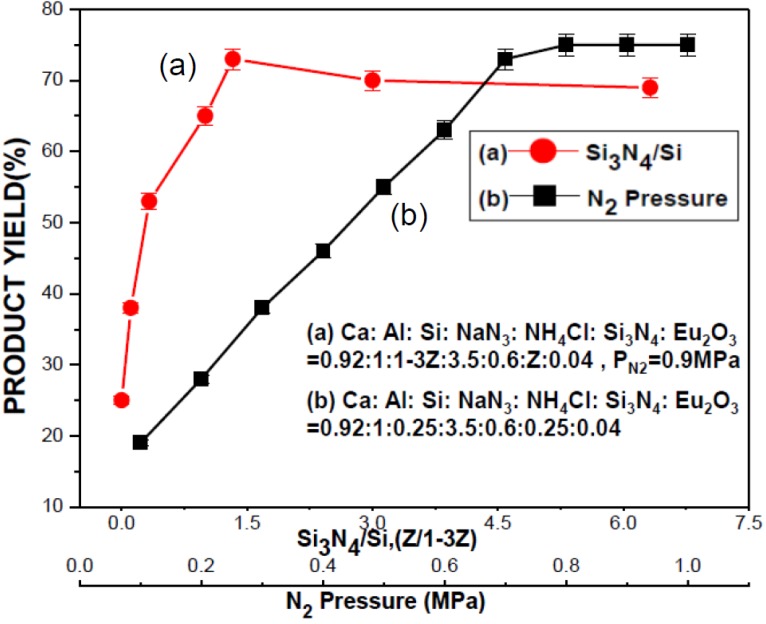 80
70
60
50
40
30
20
10
PRODUCT YIELD(%)
(a)
(b)
(a) Si₃N₄/Si
(b) N₂ Pressure
(a) Ca: Al: Si: NaN₃: NH₄Cl: Si₃N₄: Eu₂O₃
=0.92:1:1-3Z:3.5:0.6:Z:0.04 , P_N2=0.9MPa
(b) Ca: Al: Si: NaN₃: NH₄Cl: Si₃N₄: Eu₂O₃
=0.92:1:0.25:3.5:0.6:0.25:0.04
0.0 1.5 3.0 4.5 6.0 7.5
Si₃N₄/Si,(Z/1-3Z)
0.0 0.2 0.4 0.6 0.8 1.0
N₂ Pressure (MPa)